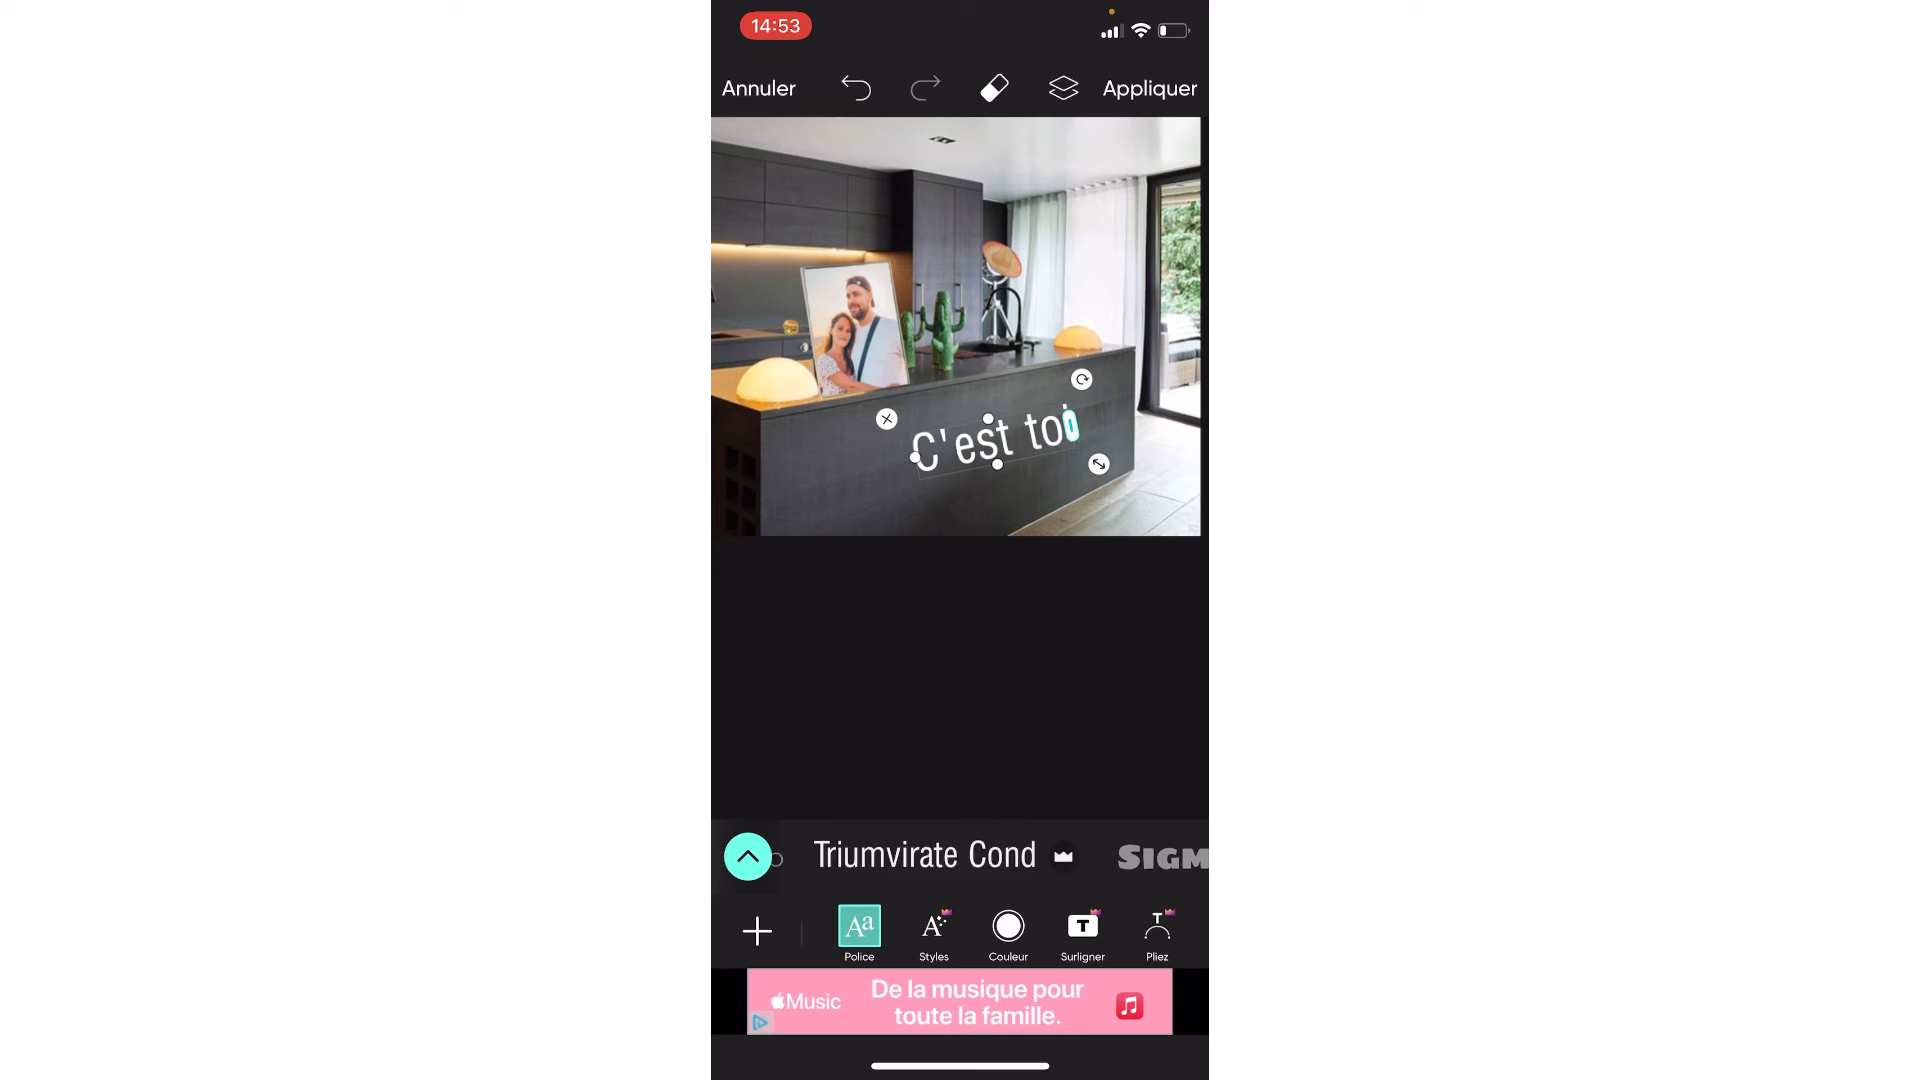 14:53
Annuler
Appliquer
C'est toi
Triumvirate Cond
SIGM
Aa
A
T
T
Police
Styles
Couleur
Surligner
Pliez
Music
De la musique pour
toute la famille.